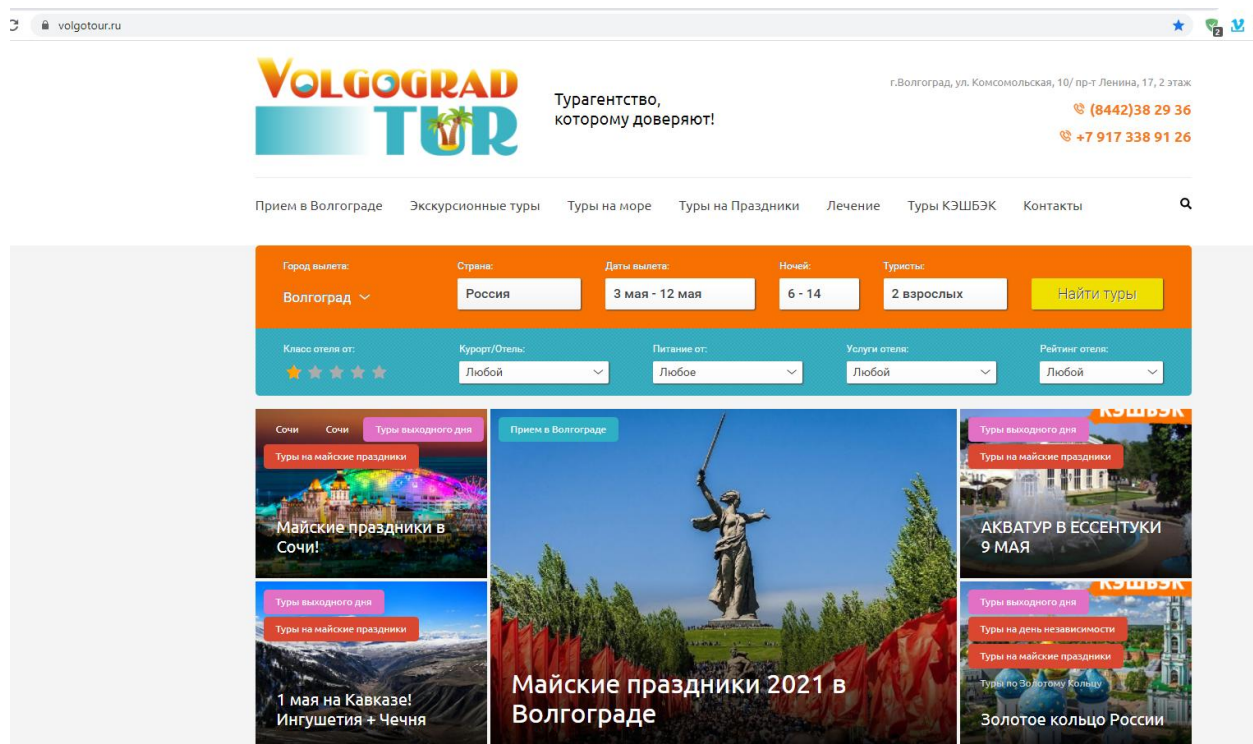 volgotour.ru
2
VOLGOGRAD
TUR
Турагентство,
которому доверяют!
г.Волгоград, ул. Комсомольская, 10/ пр-т Ленина, 17, 2 этаж
(8442)38 29 36
+7 917 338 91 26
Прием в Волгограде Экскурсионные туры Туры на море Туры на Праздники Лечение Туры КЭШБЭК Контакты
Город вылета: Страна: Даты вылета: Ночей: Туристы:
Волгоград Россия 3 мая - 12 мая 6 - 14 2 взрослых Найти туры
Класс отеля от: Курорт/Отель: Питание от: Услуги отеля: Рейтинг отеля:
Любой Любое Любой Любой
Сочи Сочи Туры выходного дня
Туры на майские праздники
Майские праздники в
Сочи!
Туры выходного дня
Туры на майские праздники
1 мая на Кавказе!
Ингушетия + Чечня
Прием в Волгограде
Майские праздники 2021 в
Волгограде
КЭШБЭК
Туры выходного дня
Туры на майские праздники
АКВАТУР В ЕССЕНТУКИ
9 МАЯ
КЭШБЭК
Туры выходного дня
Туры на день независимости
Туры на майские праздники
Туры по Золотому Кольцу
Золотое кольцо России